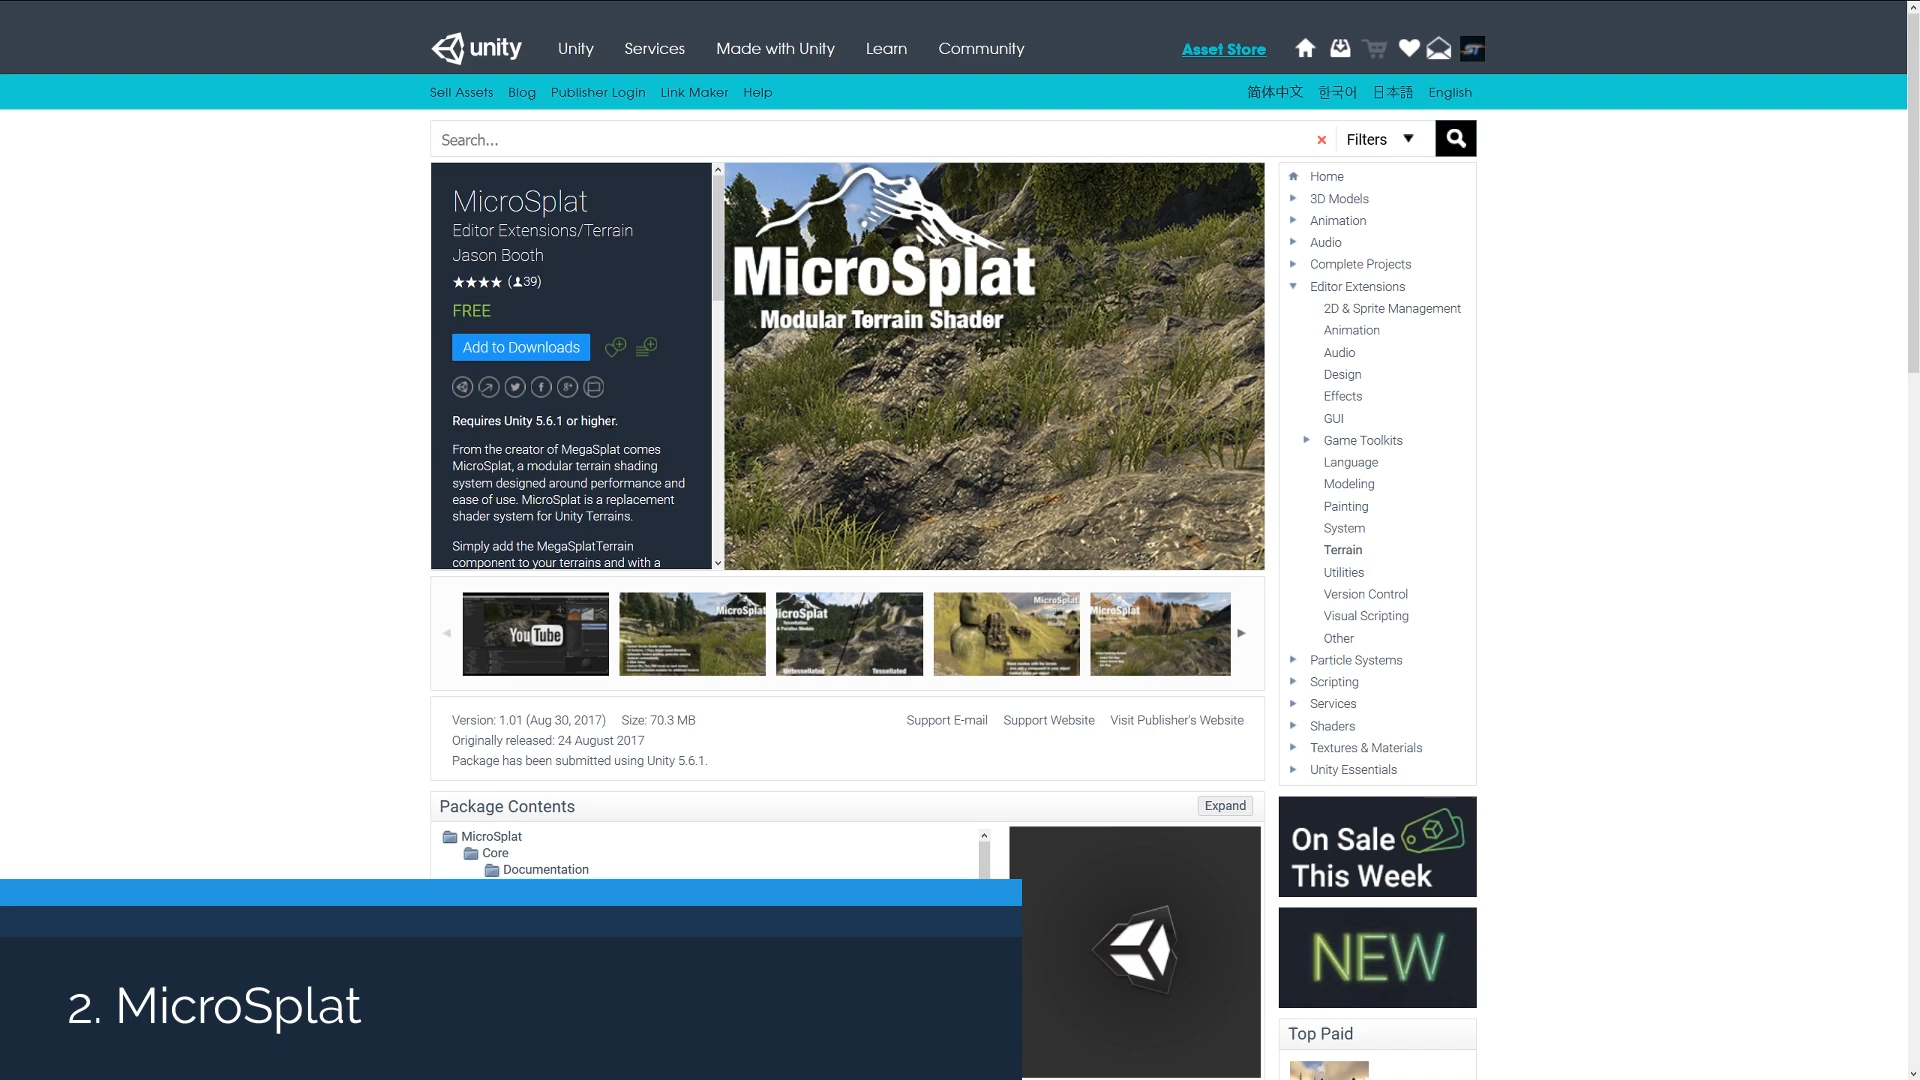 unity
Unity
Services
Made with Unity
Learn
Community
Asset Store
ST
Sell Assets
Blog
Publisher Login
Link Maker
Help
简体中文
한국어
日本語
English
Search...
Filters
MicroSplat
Editor Extensions/Terrain
Jason Booth
(39)
FREE
Add to Downloads
Requires Unity 5.6.1 or higher.
From the creator of MegaSplat comes
MicroSplat, a modular terrain shading
system designed around performance and
ease of use. MicroSplat is a replacement
shader system for Unity Terrains.
Simply add the MegaSplatTerrain
component to your terrains and with a
MicroSplat
Modular Terrain Shader
Home
3D Models
Animation
Audio
Complete Projects
Editor Extensions
2D & Sprite Management
Animation
Audio
Design
Effects
GUI
Game Toolkits
Language
Modeling
Painting
System
Terrain
Utilities
Version Control
Visual Scripting
Other
Particle Systems
Scripting
Services
Shaders
Textures & Materials
Unity Essentials
YouTube
MicroSplat
MicroSplat
Untessellated
Tessellated
MicroSplat
MicroSplat
Version: 1.01 (Aug 30, 2017)
Size: 70.3 MB
Support E-mail
Support Website
Visit Publisher's Website
Originally released: 24 August 2017
Package has been submitted using Unity 5.6.1.
Package Contents
Expand
MicroSplat
Core
Documentation
On Sale
This Week
NEW
Top Paid
2. MicroSplat